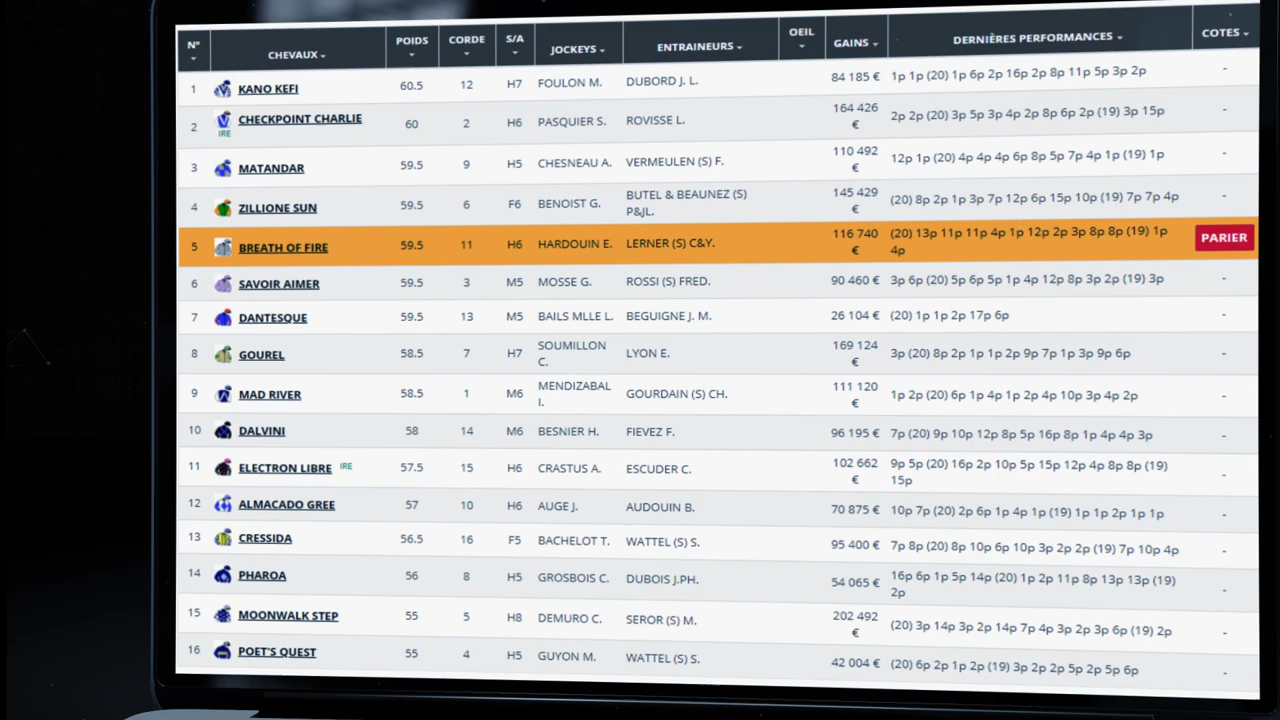 N° CHEVAUX POIDS CORDE S/A JOCKEYS ENTRAINEURS OEIL GAINS DERNIÈRES PERFORMANCES COTES
1 KANO KEFI 60.5 12 H7 FOULON M. DUBORD J. L. 84 185 € 1p 1p (20) 1p 6p 2p 16p 2p 8p 11p 5p 3p 2p -
2 IRE CHECKPOINT CHARLIE 60 2 H6 PASQUIER S. ROVISSE L. 164 426 € 2p 2p (20) 3p 5p 3p 4p 2p 8p 6p 2p (19) 3p 15p -
3 MATANDAR 59.5 9 H5 CHESNEAU A. VERMEULEN (S) F. 110 492 € 12p 1p (20) 4p 4p 4p 6p 8p 5p 7p 4p 1p (19) 1p -
4 ZILLIONE SUN 59.5 6 F6 BENOIST G. BUTEL & BEAUNEZ (S) P&JL. 145 429 € (20) 8p 2p 1p 3p 7p 12p 6p 15p 10p (19) 7p 7p 4p -
5 BREATH OF FIRE 59.5 11 H6 HARDOUIN E. LERNER (S) C&Y. 116 740 € (20) 13p 11p 11p 4p 1p 12p 2p 3p 8p 8p (19) 1p 4p PARIER
6 SAVOIR AIMER 59.5 3 M5 MOSSE G. ROSSI (S) FRED. 90 460 € 3p 6p (20) 5p 6p 5p 1p 4p 12p 8p 3p 2p (19) 3p -
7 DANTESQUE 59.5 13 M5 BAILS MLLE L. BEGUIGNE J. M. 26 104 € (20) 1p 1p 2p 17p 6p -
8 GOUREL 58.5 7 H7 SOUMILLON C. LYON E. 169 124 € 3p (20) 8p 2p 1p 1p 2p 9p 7p 1p 3p 9p 6p -
9 MAD RIVER 58.5 1 M6 MENDIZABAL I. GOURDAIN (S) CH. 111 120 € 1p 2p (20) 6p 1p 4p 1p 2p 4p 10p 3p 4p 2p -
10 DALVINI 58 14 M6 BESNIER H. FIEVEZ F. 96 195 € 7p (20) 9p 10p 12p 8p 5p 16p 8p 1p 4p 4p 3p -
11 ELECTRON LIBRE IRE 57.5 15 H6 CRASTUS A. ESCUDER C. 102 662 € 9p 5p (20) 16p 2p 10p 5p 15p 12p 4p 8p 8p (19) 15p -
12 ALMACADO GREE 57 10 H6 AUGE J. AUDOUIN B. 70 875 € 10p 7p (20) 2p 6p 1p 4p 1p (19) 1p 1p 2p 1p 1p -
13 CRESSIDA 56.5 16 F5 BACHELOT T. WATTEL (S) S. 95 400 € 7p 8p (20) 8p 10p 6p 10p 3p 2p 2p (19) 7p 10p 4p -
14 PHAROA 56 8 H5 GROSBOIS C. DUBOIS J.PH. 54 065 € 16p 6p 1p 5p 14p (20) 1p 2p 11p 8p 13p 13p (19) 2p -
15 MOONWALK STEP 55 5 H8 DEMURO C. SEROR (S) M. 202 492 € (20) 3p 14p 3p 2p 14p 7p 4p 3p 2p 3p 6p (19) 2p -
16 POET'S QUEST 55 4 H5 GUYON M. WATTEL (S) S. 42 004 € (20) 6p 2p 1p 2p (19) 3p 2p 2p 5p 2p 5p 6p -